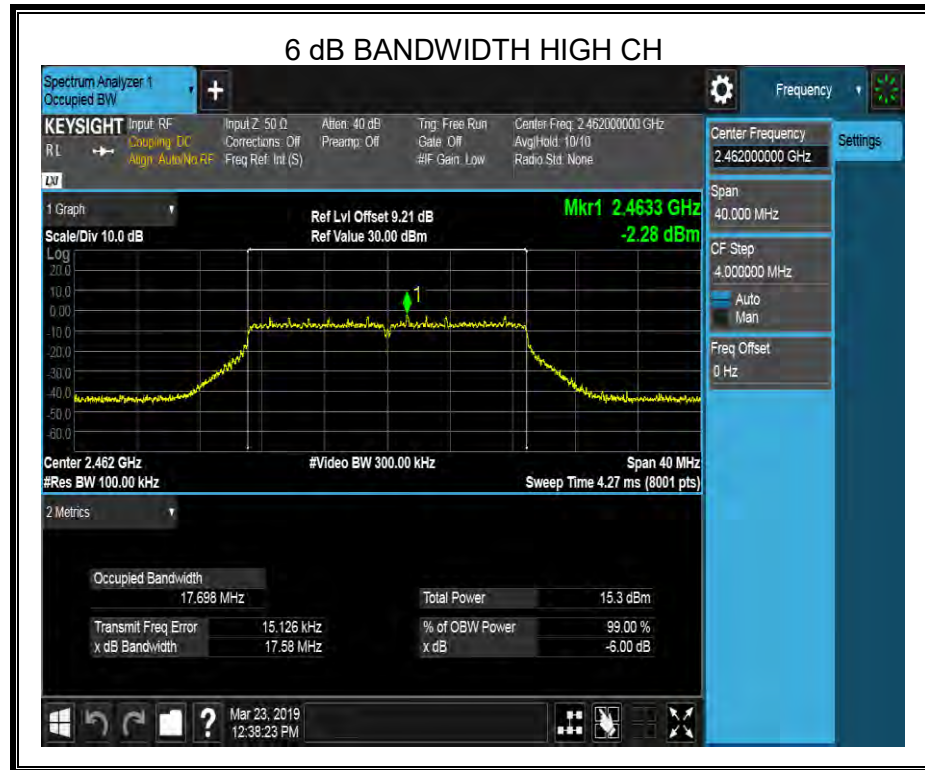 6 dB BANDWIDTH HIGH CH
Spectrum Analyzer 1
Occupied BW
+
Frequency
KEYSIGHT
R L
LXI
Input: RF
Coupling: DC
Align: Auto/No RF
Input Z: 50 Ω
Corrections: Off
Freq Ref: Int (S)
Atten: 40 dB
Preamp: Off
Trig: Free Run
Gate: Off
#IF Gain: Low
Center Freq: 2.462000000 GHz
Avg|Hold: 10/10
Radio Std: None
Center Frequency
2.462000000 GHz
Settings
Span
40.000 MHz
CF Step
4.000000 MHz
Auto
Man
Freq Offset
0 Hz
1 Graph
Scale/Div 10.0 dB
Ref Lvl Offset 9.21 dB
Ref Value 30.00 dBm
Mkr1 2.4633 GHz
-2.28 dBm
Log
20.0
10.0
0.00
-10.0
-20.0
-30.0
-40.0
-50.0
-60.0
1
Center 2.462 GHz
#Video BW 300.00 kHz
Span 40 MHz
#Res BW 100.00 kHz
Sweep Time 4.27 ms (8001 pts)
2 Metrics
Occupied Bandwidth
17.698 MHz
Total Power 15.3 dBm
Transmit Freq Error 15.126 kHz
% of OBW Power 99.00 %
x dB Bandwidth 17.58 MHz
x dB -6.00 dB
?
Mar 23, 2019
12:38:23 PM